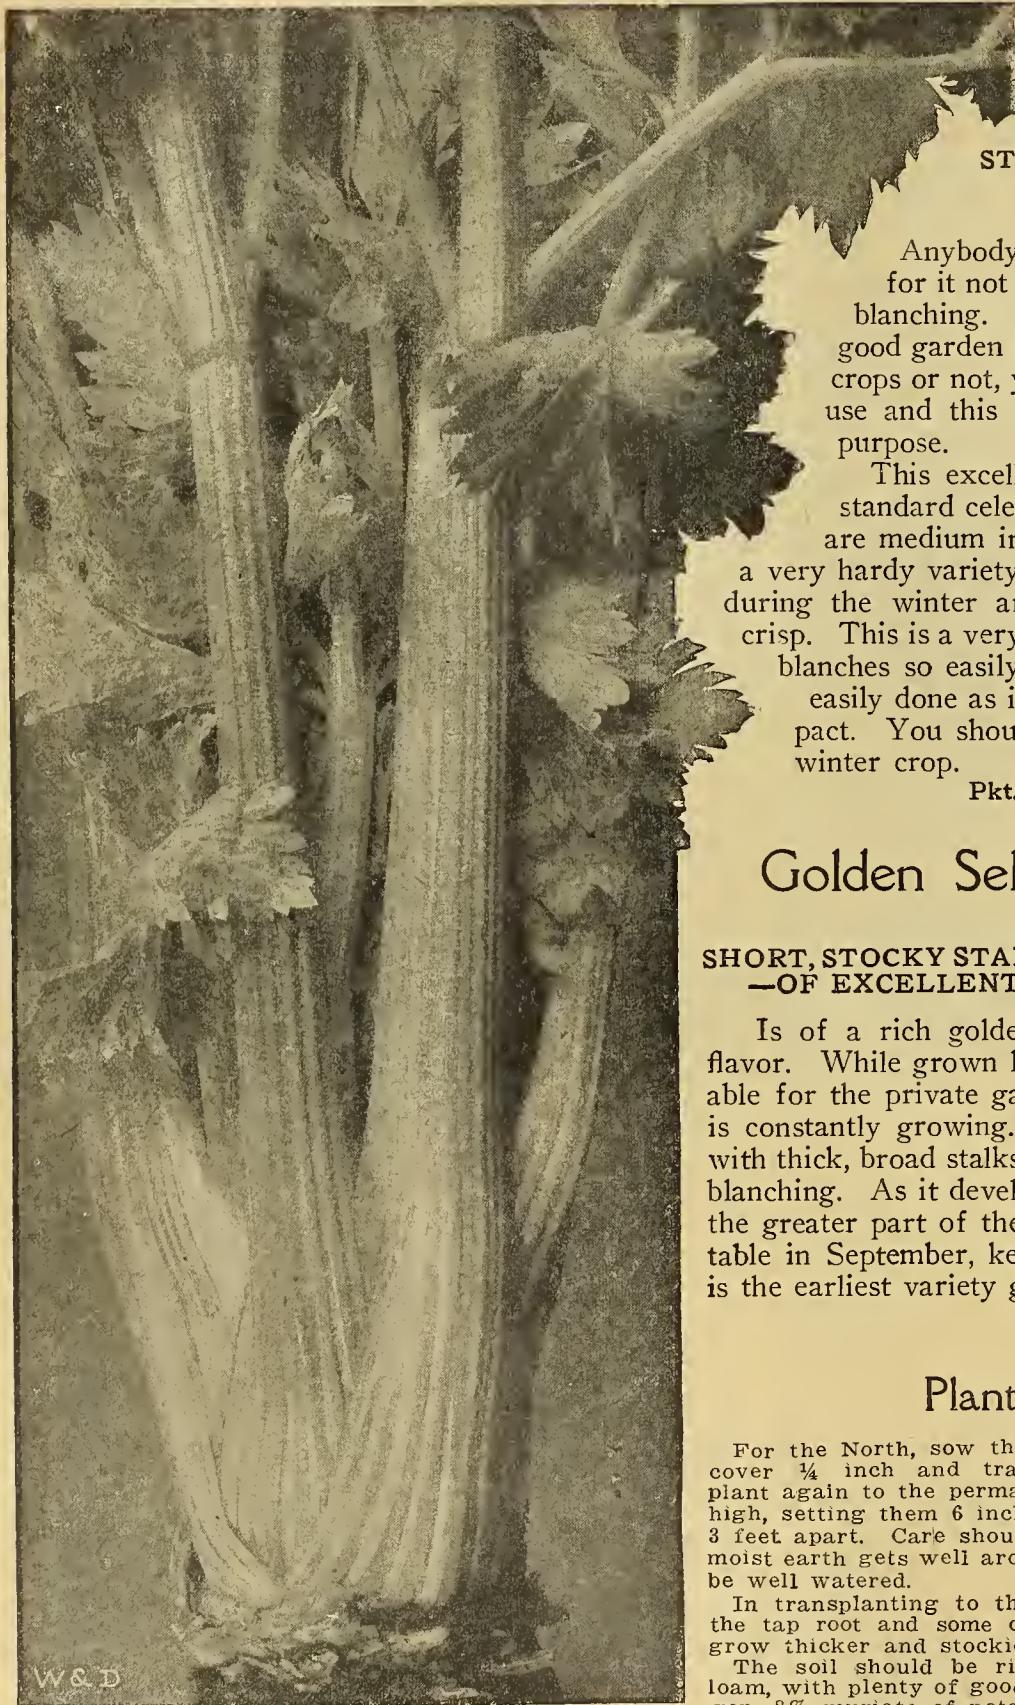 ST
Anybody
for it not
blanching.
good garden
crops or not,
use and this
purpose.
This excel
standard cele
are medium in
a very hardy variety
during the winter a
crisp. This is a very
blanches so easily
easily done as i
pact. You shou
winter crop.
Pkt.
Golden Sel
SHORT, STOCKY STA
—OF EXCELLENT
Is of a rich golde
flavor. While grown
able for the private ga
is constantly growing.
with thick, broad stalks
blanching. As it devel
the greater part of the
table in September, ke
is the earliest variety g
Plant
For the North, sow th
cover ¼ inch and tra
plant again to the perma
high, setting them 6 incl
3 feet apart. Care shou
moist earth gets well aro
be well watered.
In transplanting to th
the tap root and some o
grow thicker and stocki
The soil should be ri
loam, with plenty of good
W & D